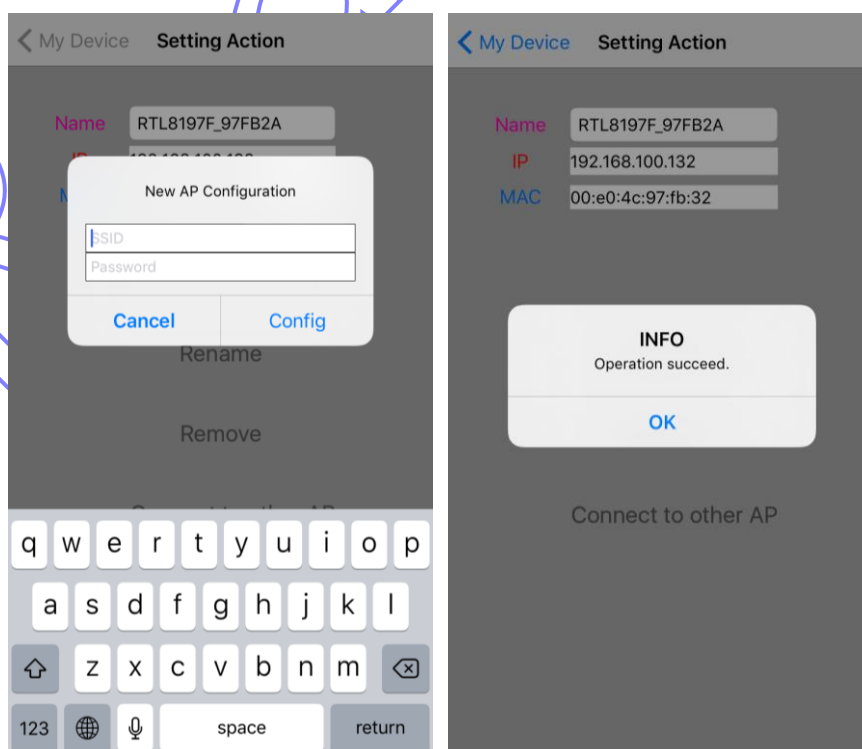 My Device Setting Action
Name RTL8197F_97FB2A
New AP Configuration
SSID
Password
Cancel Config
Rename
Remove
q w e r t y u i o p
a s d f g h j k l
z x c v b n m
123 space return
My Device Setting Action
Name RTL8197F_97FB2A
IP 192.168.100.132
MAC 00:e0:4c:97:fb:32
INFO
Operation succeed.
OK
Connect to other AP